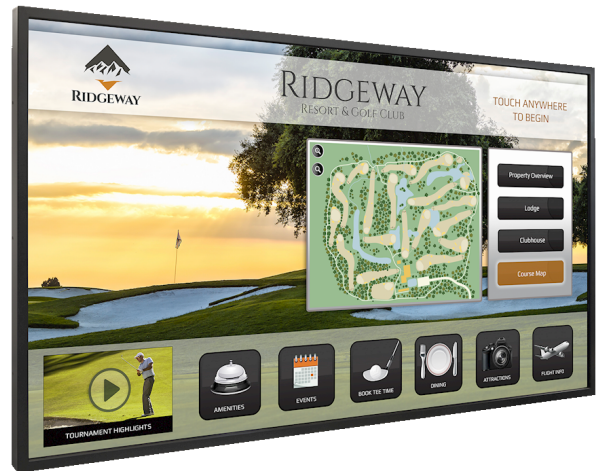 RIDGEWAY
RIDGEWAY
RESORT & GOLF CLUB
TOUCH ANYWHERE
TO BEGIN
Property Overview
Lodge
Clubhouse
Course Map
TOURNAMENT HIGHLIGHTS
AMENITIES
EVENTS
BOOK TEE TIME
DINING
ATTRACTIONS
FLIGHT INFO